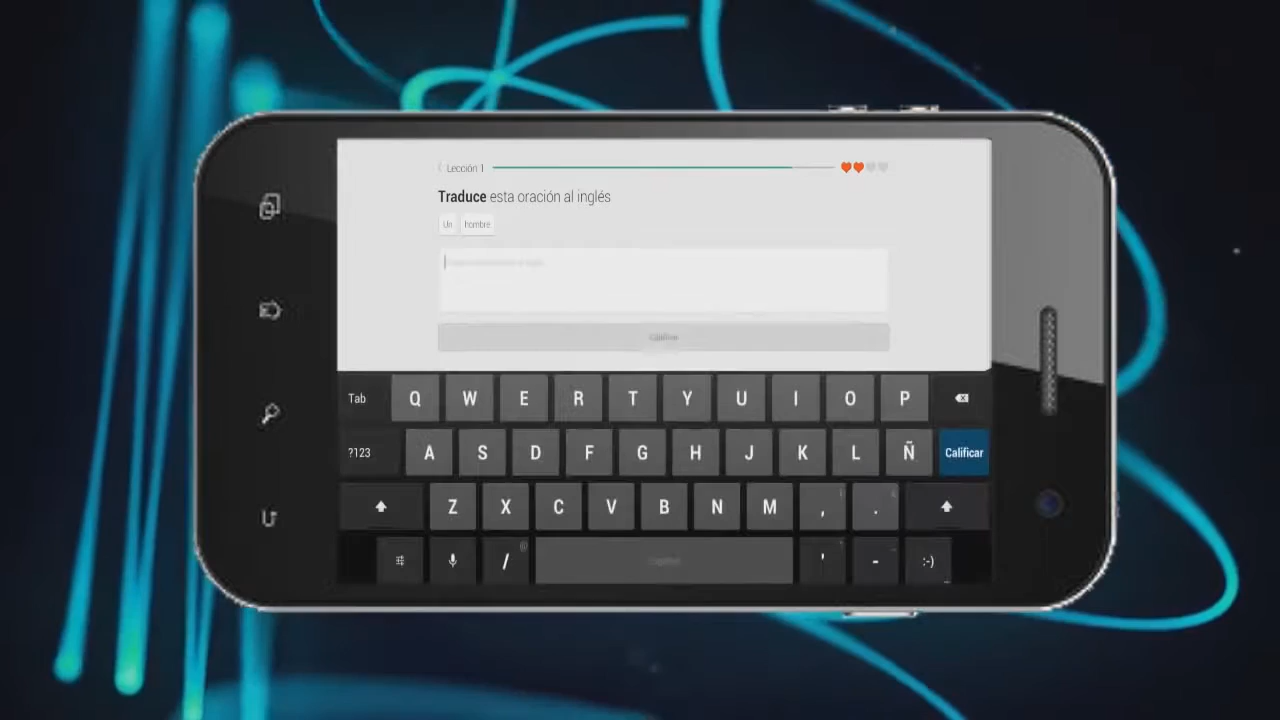 Lección 1
Traduce esta oración al inglés
Un hombre
Calificar
Tab Q W E R T Y U I O P
?123 A S D F G H J K L Ñ Calificar
Z X C V B N M , .
/ @ ' - :-)